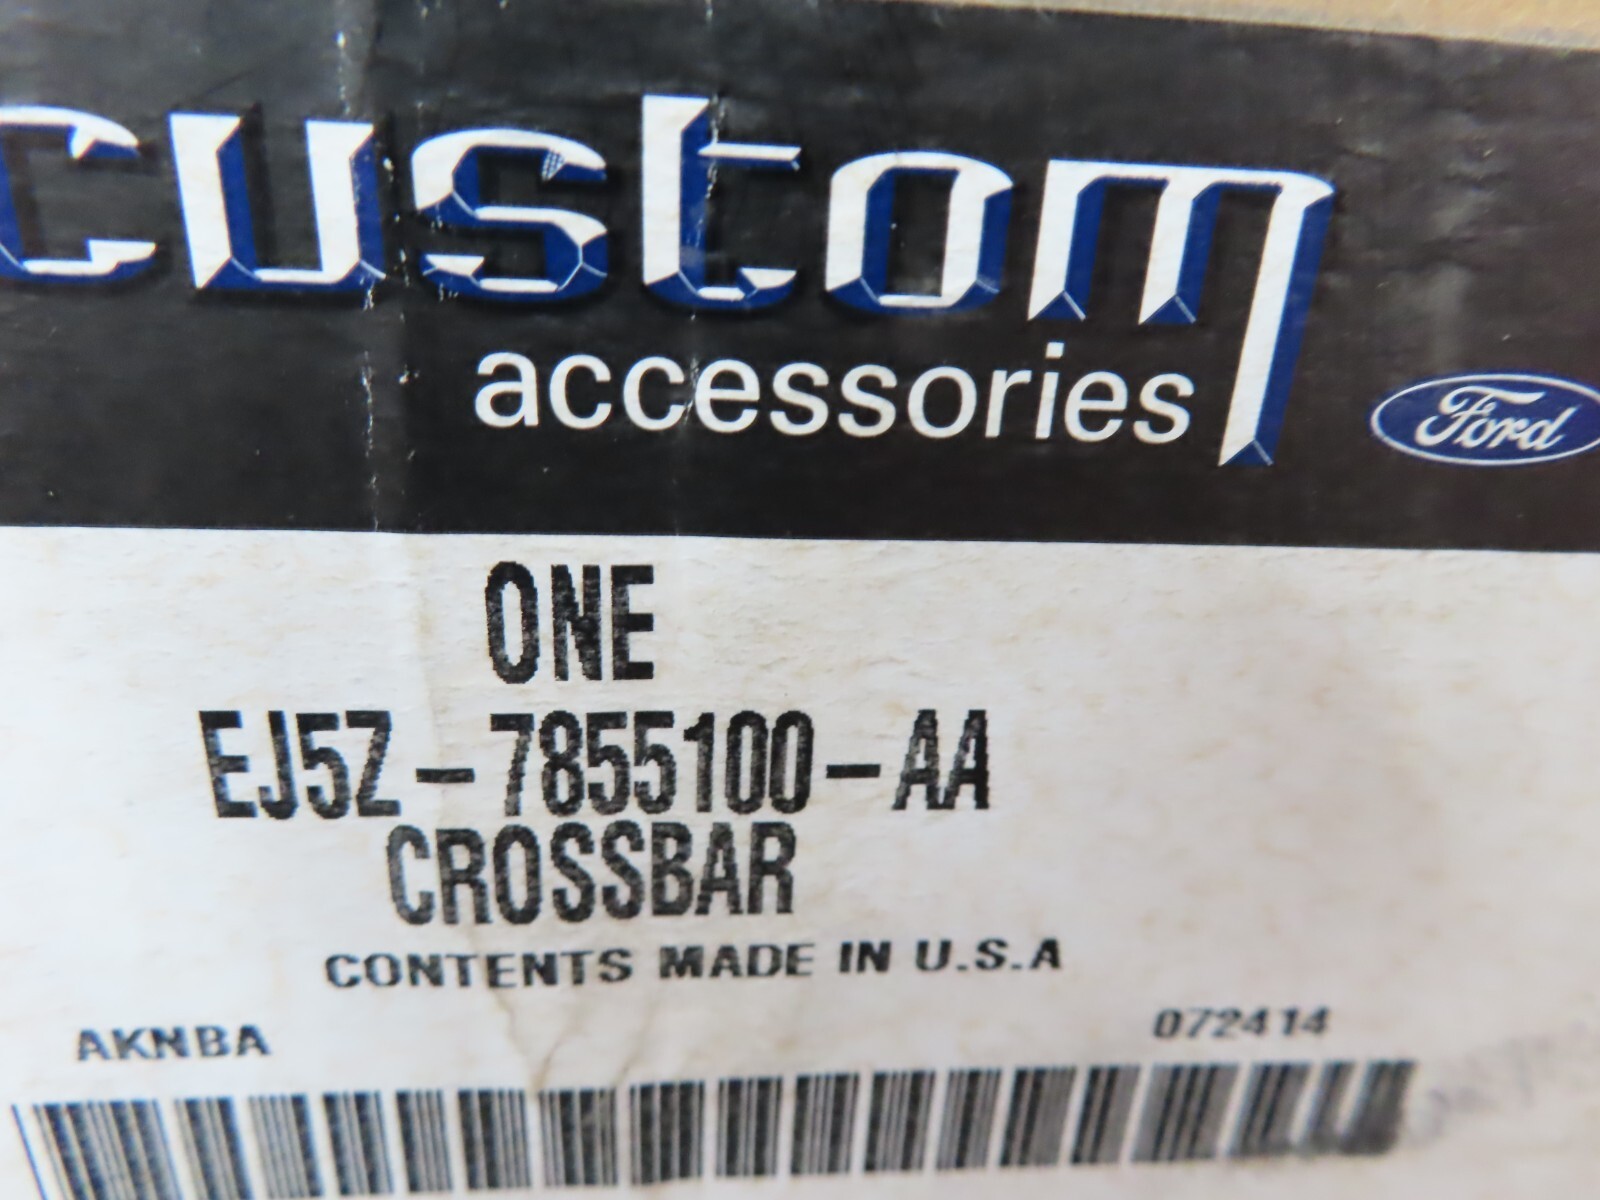 custom
accessories
Ford
ONE
EJ5Z-7855100-AA
CROSSBAR
CONTENTS MADE IN U.S.A
AKNBA
072414